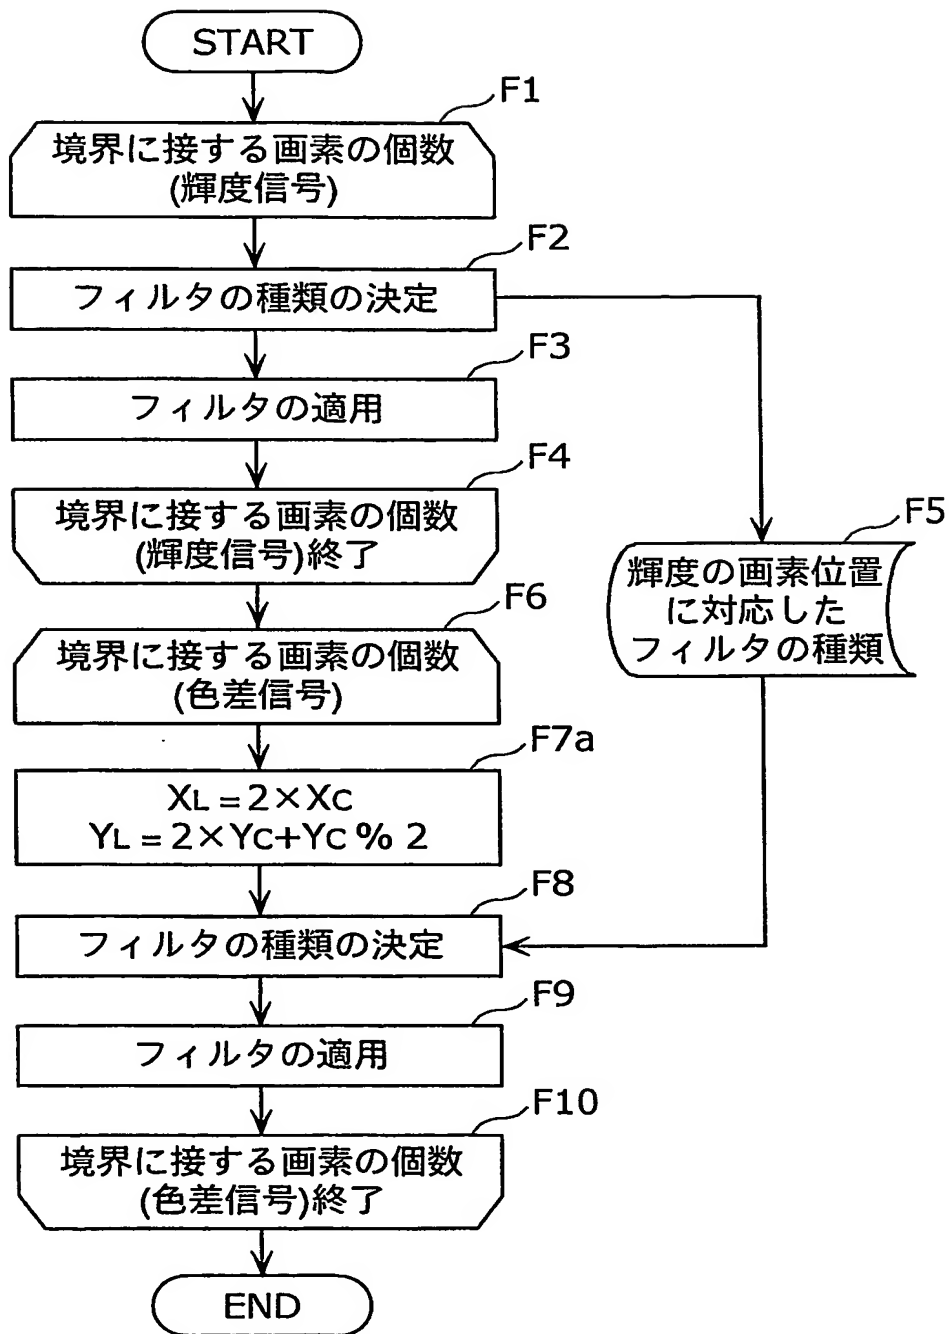 START
F1
境界に接する画素の個数
(輝度信号)
F2
フィルタの種類の決定
F3
フィルタの適用
F4
境界に接する画素の個数
(輝度信号)終了
F5
輝度の画素位置
に対応した
フィルタの種類
F6
境界に接する画素の個数
(色差信号)
F7a
XL=2×XC
YL=2×YC+YC % 2
F8
フィルタの種類の決定
F9
フィルタの適用
F10
境界に接する画素の個数
(色差信号)終了
END